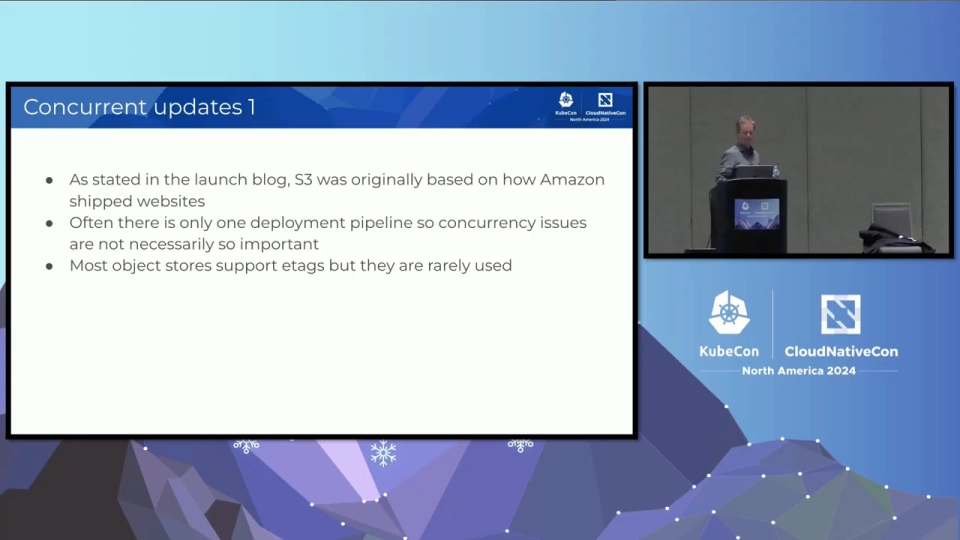 Concurrent updates 1
KubeCon
CloudNativeCon
North America 2024
● As stated in the launch blog, S3 was originally based on how Amazon
shipped websites
● Often there is only one deployment pipeline so concurrency issues
are not necessarily so important
● Most object stores support etags but they are rarely used
KubeCon
CloudNativeCon
North America 2024